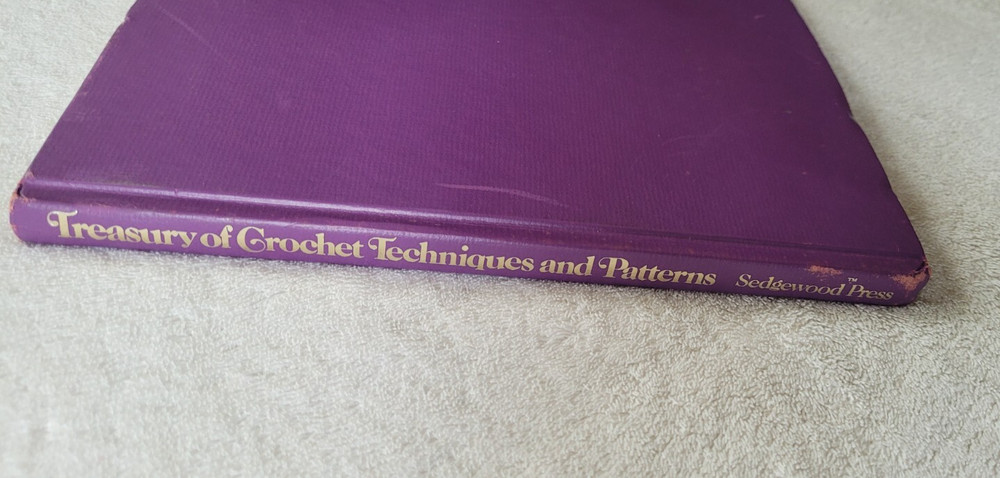 Treasury of Crochet Techniques and Patterns Sedgewood Press™